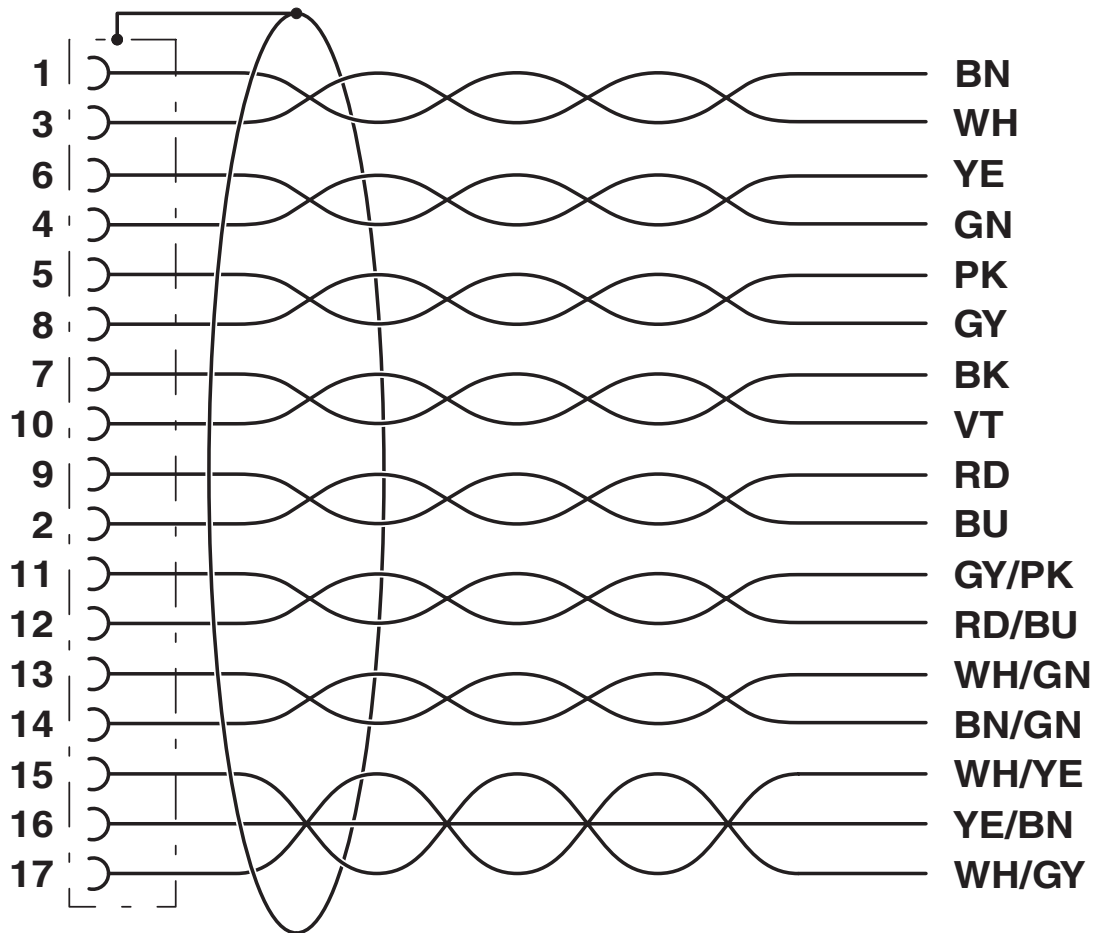 1 BN
3 WH
6 YE
4 GN
5 PK
8 GY
7 BK
10 VT
9 RD
2 BU
11 GY/PK
12 RD/BU
13 WH/GN
14 BN/GN
15 WH/YE
16 YE/BN
17 WH/GY